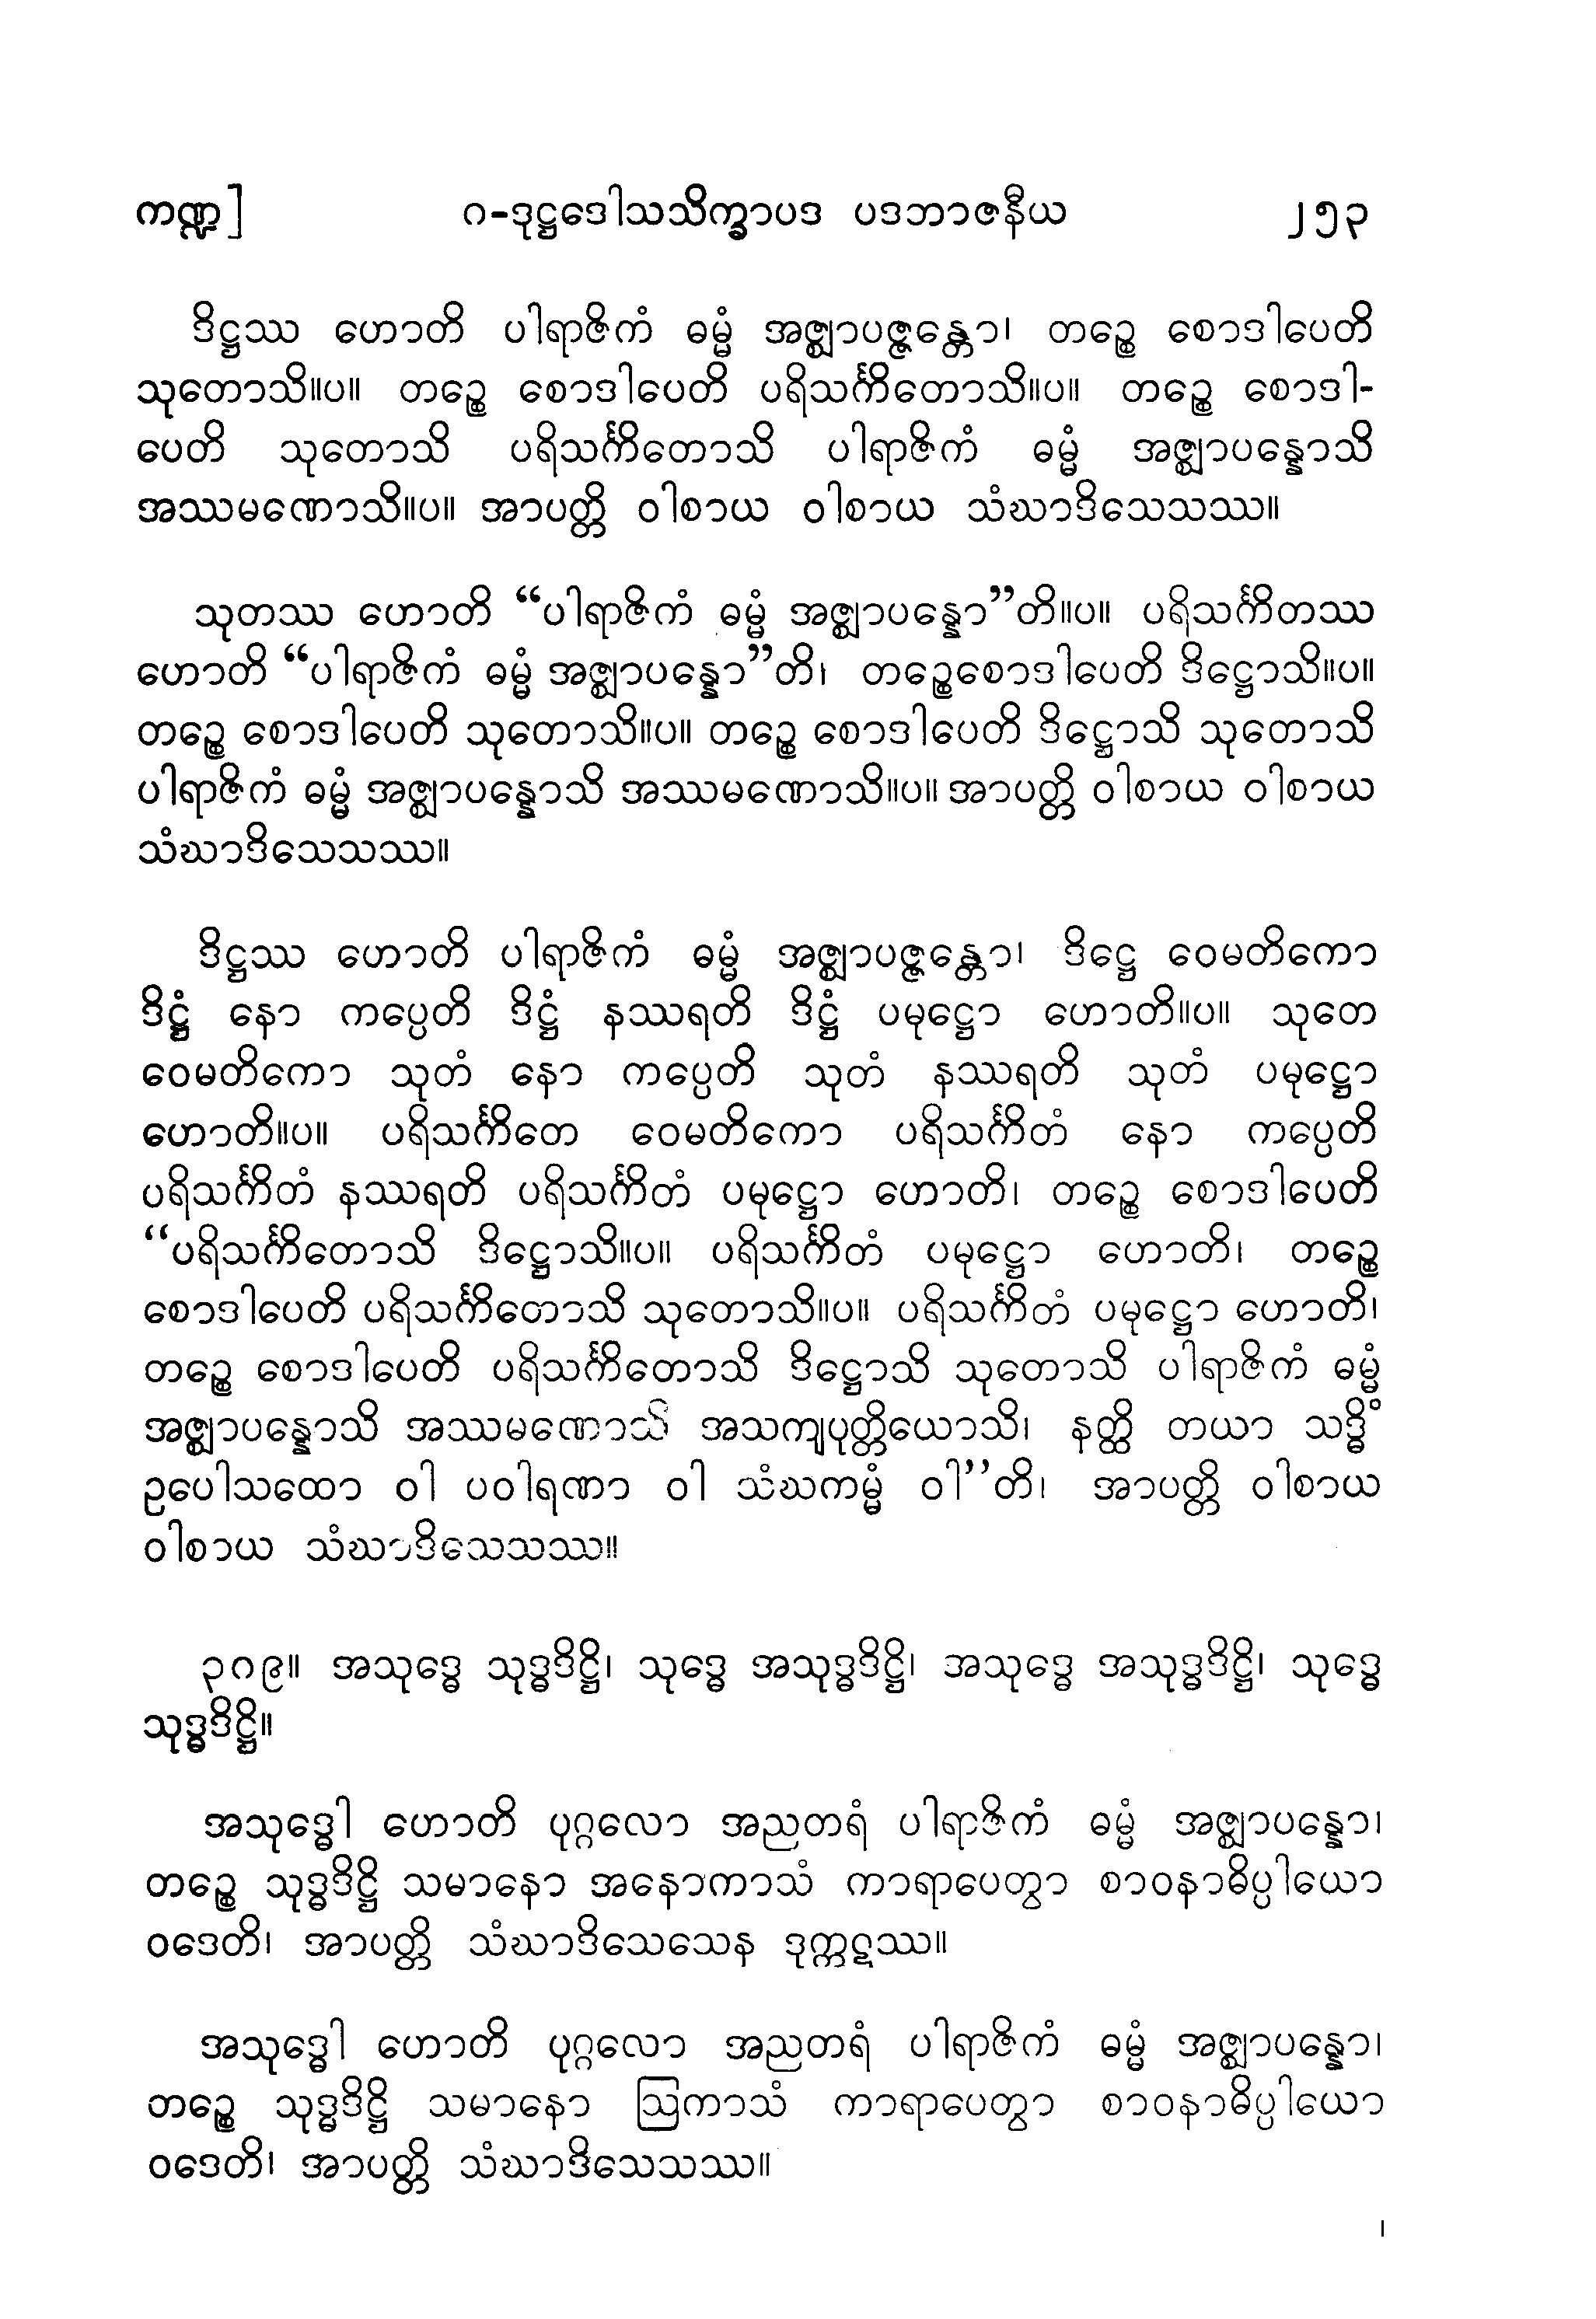 ကဏ္ဍ] ၈-ဒုဋ္ဌဒေါသသိက္ခာပဒ ပဒဘာဇနီယ ၂၅၃
ဒိဋ္ဌဿ ဟောတိ ပါရာဇိကံ ဓမ္မံ အဇ္ဈာပဇ္ဇန္တော၊ တဉ္စေ စောဒါပေတိ
သုတောသိ။ပ။ တဉ္စေ စောဒါပေတိ ပရိသင်္ကိတောသိ။ပ။ တဉ္စေ စောဒါ-
ပေတိ သုတောသိ ပရိသင်္ကိတောသိ ပါရာဇိကံ ဓမ္မံ အဇ္ဈာပန္နောသိ
အဿမဏောသိ။ပ။ အာပတ္တိ ဝါစာယ ဝါစာယ သံဃာဒိသေသဿ။
သုတဿ ဟောတိ “ပါရာဇိကံ ဓမ္မံ အဇ္ဈာပန္နော”တိ။ပ။ ပရိသင်္ကိတဿ
ဟောတိ “ပါရာဇိကံ ဓမ္မံ အဇ္ဈာပန္နော”တိ၊ တဉ္စေစောဒါပေတိ ဒိဋ္ဌောသိ။ပ။
တဉ္စေ စောဒါပေတိ သုတောသိ။ပ။ တဉ္စေ စောဒါပေတိ ဒိဋ္ဌောသိ သုတောသိ
ပါရာဇိကံ ဓမ္မံ အဇ္ဈာပန္နောသိ အဿမဏောသိ။ပ။ အာပတ္တိ ဝါစာယ ဝါစာယ
သံဃာဒိသေသဿ။
ဒိဋ္ဌဿ ဟောတိ ပါရာဇိကံ ဓမ္မံ အဇ္ဈာပဇ္ဇန္တော၊ ဒိဋ္ဌေ ဝေမတိကော
ဒိဋ္ဌံ နော ကပ္ပေတိ ဒိဋ္ဌံ နဿရတိ ဒိဋ္ဌံ ပမုဋ္ဌော ဟောတိ။ပ။ သုတေ
ဝေမတိကော သုတံ နော ကပ္ပေတိ သုတံ နဿရတိ သုတံ ပမုဋ္ဌော
ဟောတိ။ပ။ ပရိသင်္ကိတေ ဝေမတိကော ပရိသင်္ကိတံ နော ကပ္ပေတိ
ပရိသင်္ကိတံ နဿရတိ ပရိသင်္ကိတံ ပမုဋ္ဌော ဟောတိ၊ တဉ္စေ စောဒါပေတိ
“ပရိသင်္ကိတောသိ ဒိဋ္ဌောသိ။ပ။ ပရိသင်္ကိတံ ပမုဋ္ဌော ဟောတိ၊ တဉ္စေ
စောဒါပေတိ ပရိသင်္ကိတောသိ သုတောသိ။ပ။ ပရိသင်္ကိတံ ပမုဋ္ဌော ဟောတိ၊
တဉ္စေ စောဒါပေတိ ပရိသင်္ကိတောသိ ဒိဋ္ဌောသိ သုတောသိ ပါရာဇိကံ ဓမ္မံ
အဇ္ဈာပန္နောသိ အဿမဏောသိ အသကျပုတ္တိယောသိ၊ နတ္ထိ တယာ သဒ္ဓိံ
ဥပေါသထော ဝါ ပဝါရဏာ ဝါ သံဃကမ္မံ ဝါ”တိ၊ အာပတ္တိ ဝါစာယ
ဝါစာယ သံဃာဒိသေသဿ။
၃၈၉။ အသုဒ္ဓေ သုဒ္ဓဒိဋ္ဌိ၊ သုဒ္ဓေ အသုဒ္ဓဒိဋ္ဌိ၊ အသုဒ္ဓေ အသုဒ္ဓဒိဋ္ဌိ၊ သုဒ္ဓေ
သုဒ္ဓဒိဋ္ဌိ။
အသုဒ္ဓေါ ဟောတိ ပုဂ္ဂလော အညတရံ ပါရာဇိကံ ဓမ္မံ အဇ္ဈာပန္နော၊
တဉ္စေ သုဒ္ဓဒိဋ္ဌိ သမာနော အနောကာသံ ကာရာပေတွာ စာဝနာဓိပ္ပါယော
ဝဒေတိ၊ အာပတ္တိ သံဃာဒိသေသေန ဒုက္ကဋဿ။
အသုဒ္ဓေါ ဟောတိ ပုဂ္ဂလော အညတရံ ပါရာဇိကံ ဓမ္မံ အဇ္ဈာပန္နော၊
တဉ္စေ သုဒ္ဓဒိဋ္ဌိ သမာနော ဩကာသံ ကာရာပေတွာ စာဝနာဓိပ္ပါယော
ဝဒေတိ၊ အာပတ္တိ သံဃာဒိသေသဿ။